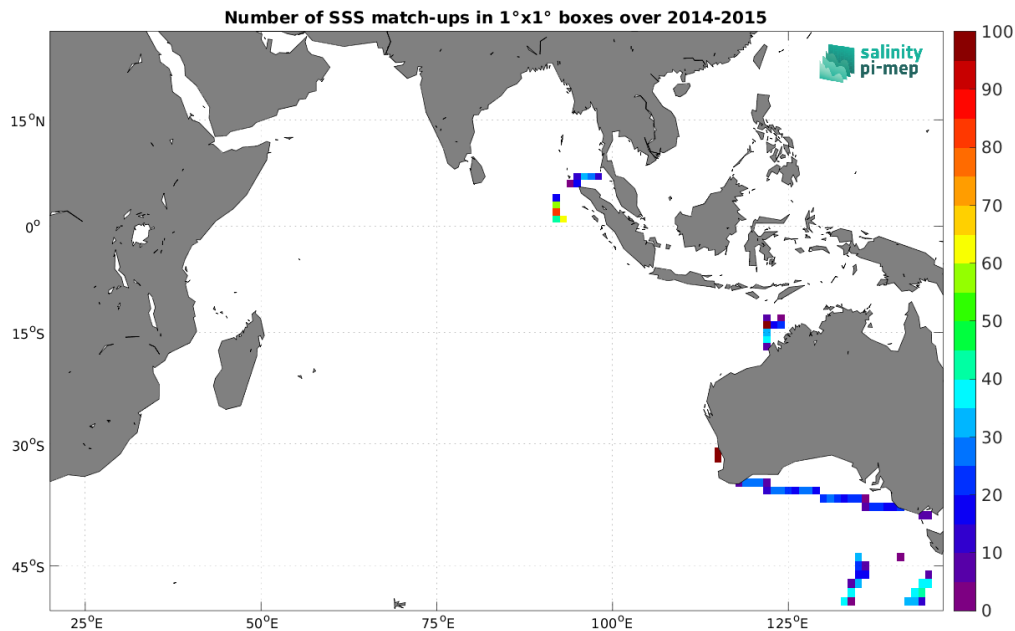 Number of SSS match-ups in 1°x1° boxes over 2014-2015
salinity
pi-mep
15°N
0°
15°S
30°S
45°S
25°E
50°E
75°E
100°E
125°E
100
90
80
70
60
50
40
30
20
10
0